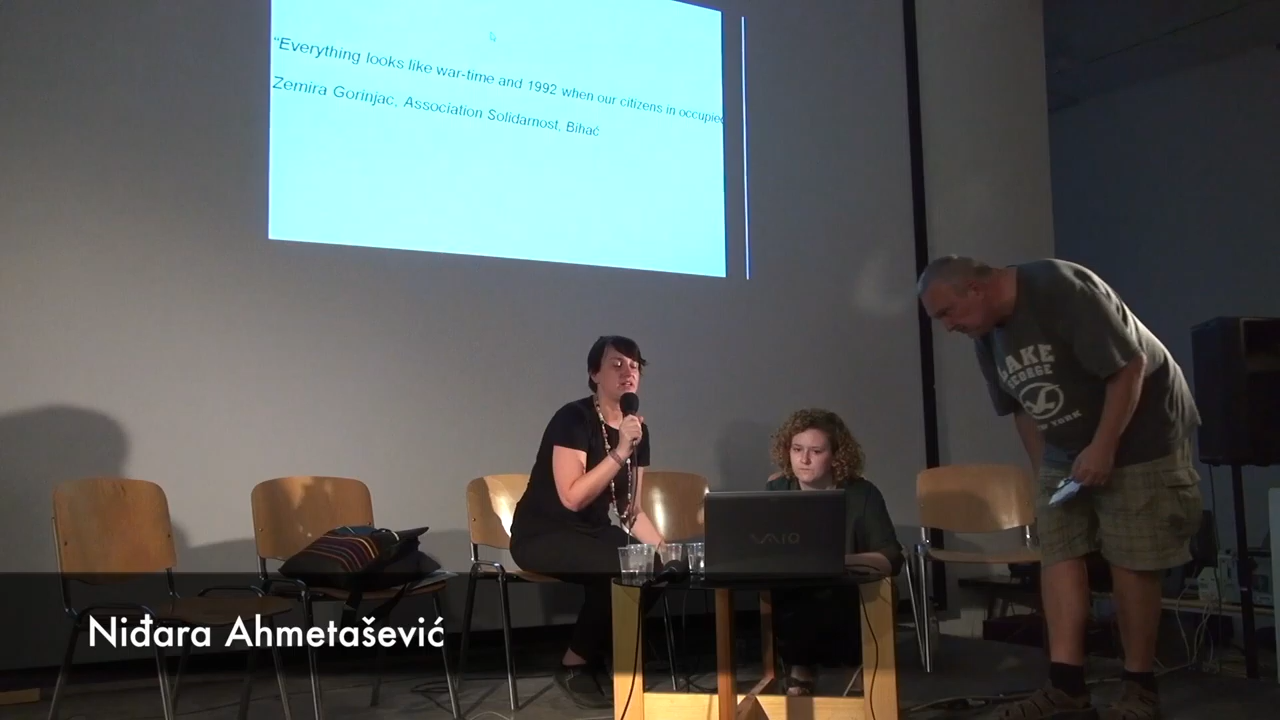 “Everything looks like war-time and 1992 when our citizens in occupied
Zemira Gorinjac, Association Solidarnost, Bihać
LAKE
GEORGE
NEW YORK
VAIO
Niđara Ahmetašević